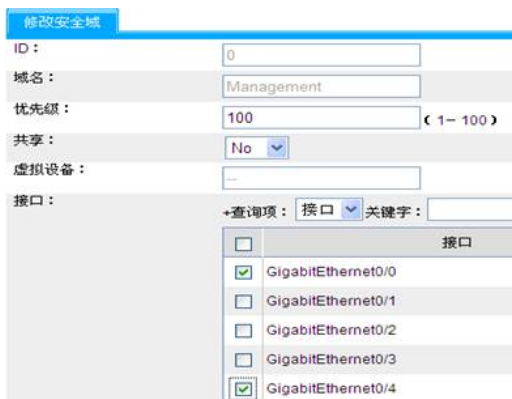 修改安全域
ID：
0
域名：
Management
优先级：
100
（1－100）
共享：
No
虚拟设备：
--
接口：
+查询项： 接口 关键字：
接口
GigabitEthernet0/0
GigabitEthernet0/1
GigabitEthernet0/2
GigabitEthernet0/3
GigabitEthernet0/4